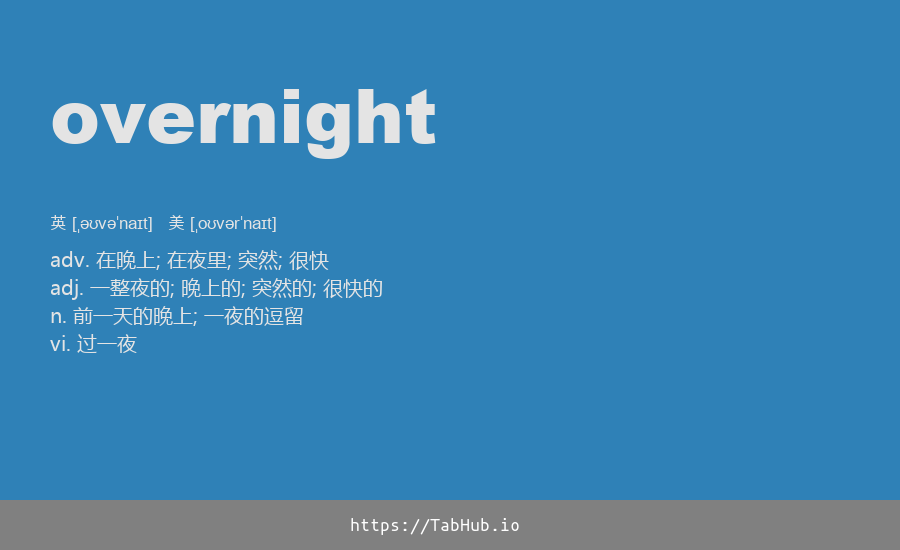 overnight
英 [ˌəʊvəˈnaɪt] 美 [ˌoʊvərˈnaɪt]
adv. 在晚上; 在夜里; 突然; 很快
adj. 一整夜的; 晚上的; 突然的; 很快的
n. 前一天的晚上; 一夜的逗留
vi. 过一夜
https://TabHub.io